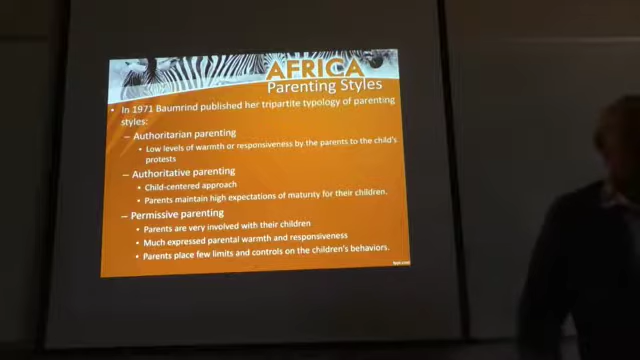 AFRICA
Parenting Styles
• In 1971 Baumrind published her tripartite typology of parenting
styles:
– Authoritarian parenting
• Low levels of warmth or responsiveness by the parents to the child's
protests
– Authoritative parenting
• Child-centered approach
• Parents maintain high expectations of maturity for their children.
– Permissive parenting
• Parents are very involved with their children
• Much expressed parental warmth and responsiveness
• Parents place few limits and controls on the children's behaviors.